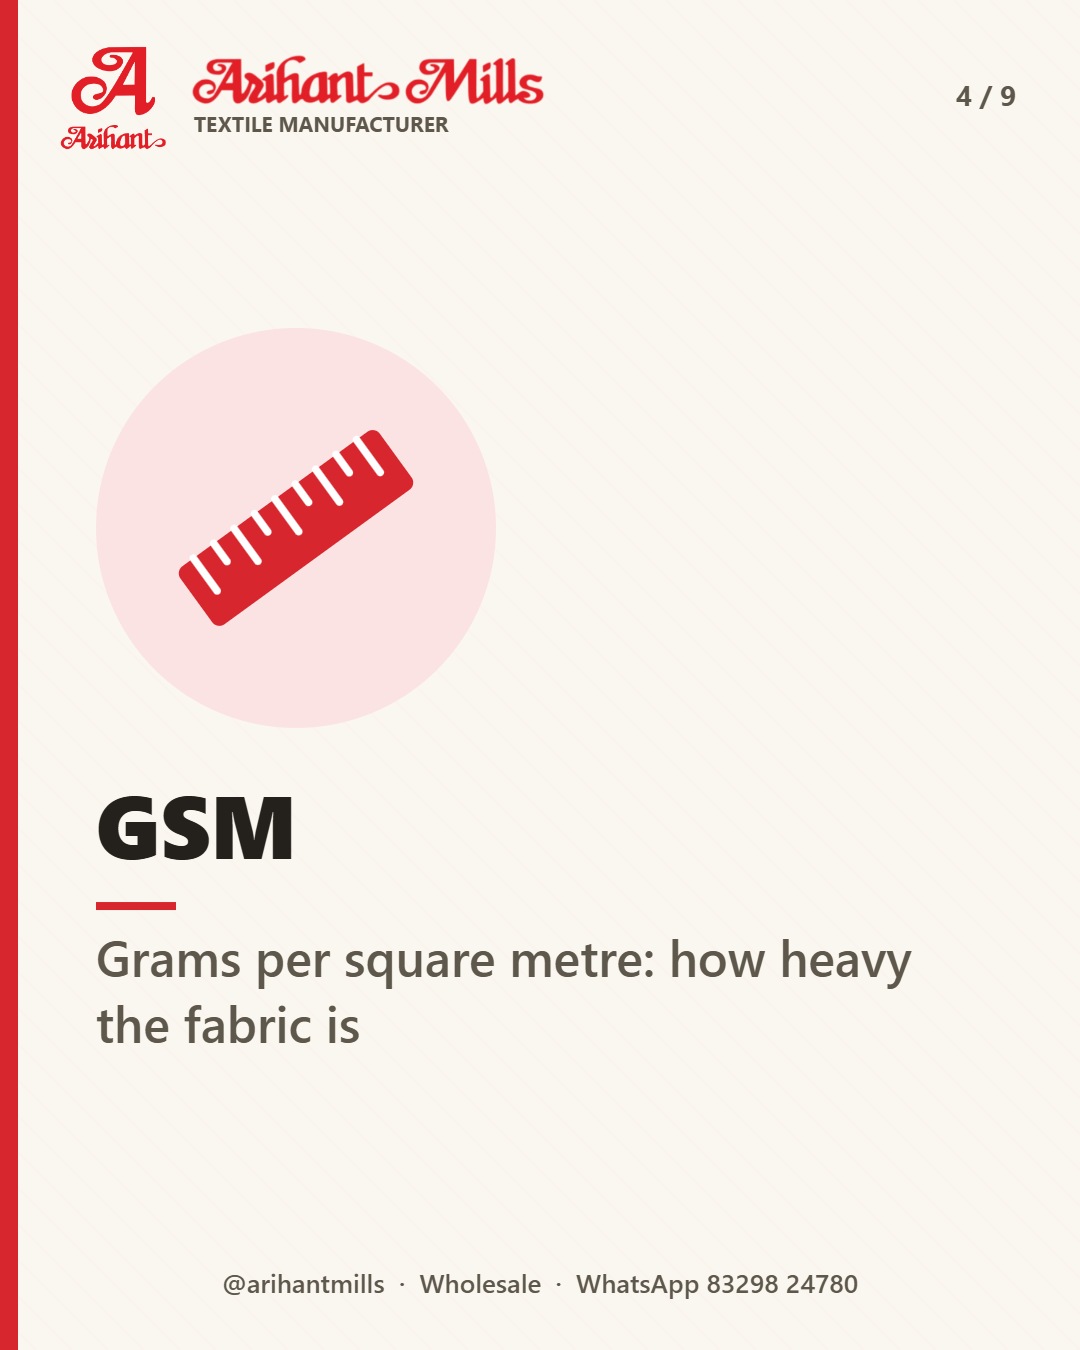 A
Arihant
Arihant Mills
TEXTILE MANUFACTURER
4 / 9
GSM
Grams per square metre: how heavy
the fabric is
@arihantmills · Wholesale · WhatsApp 83298 24780